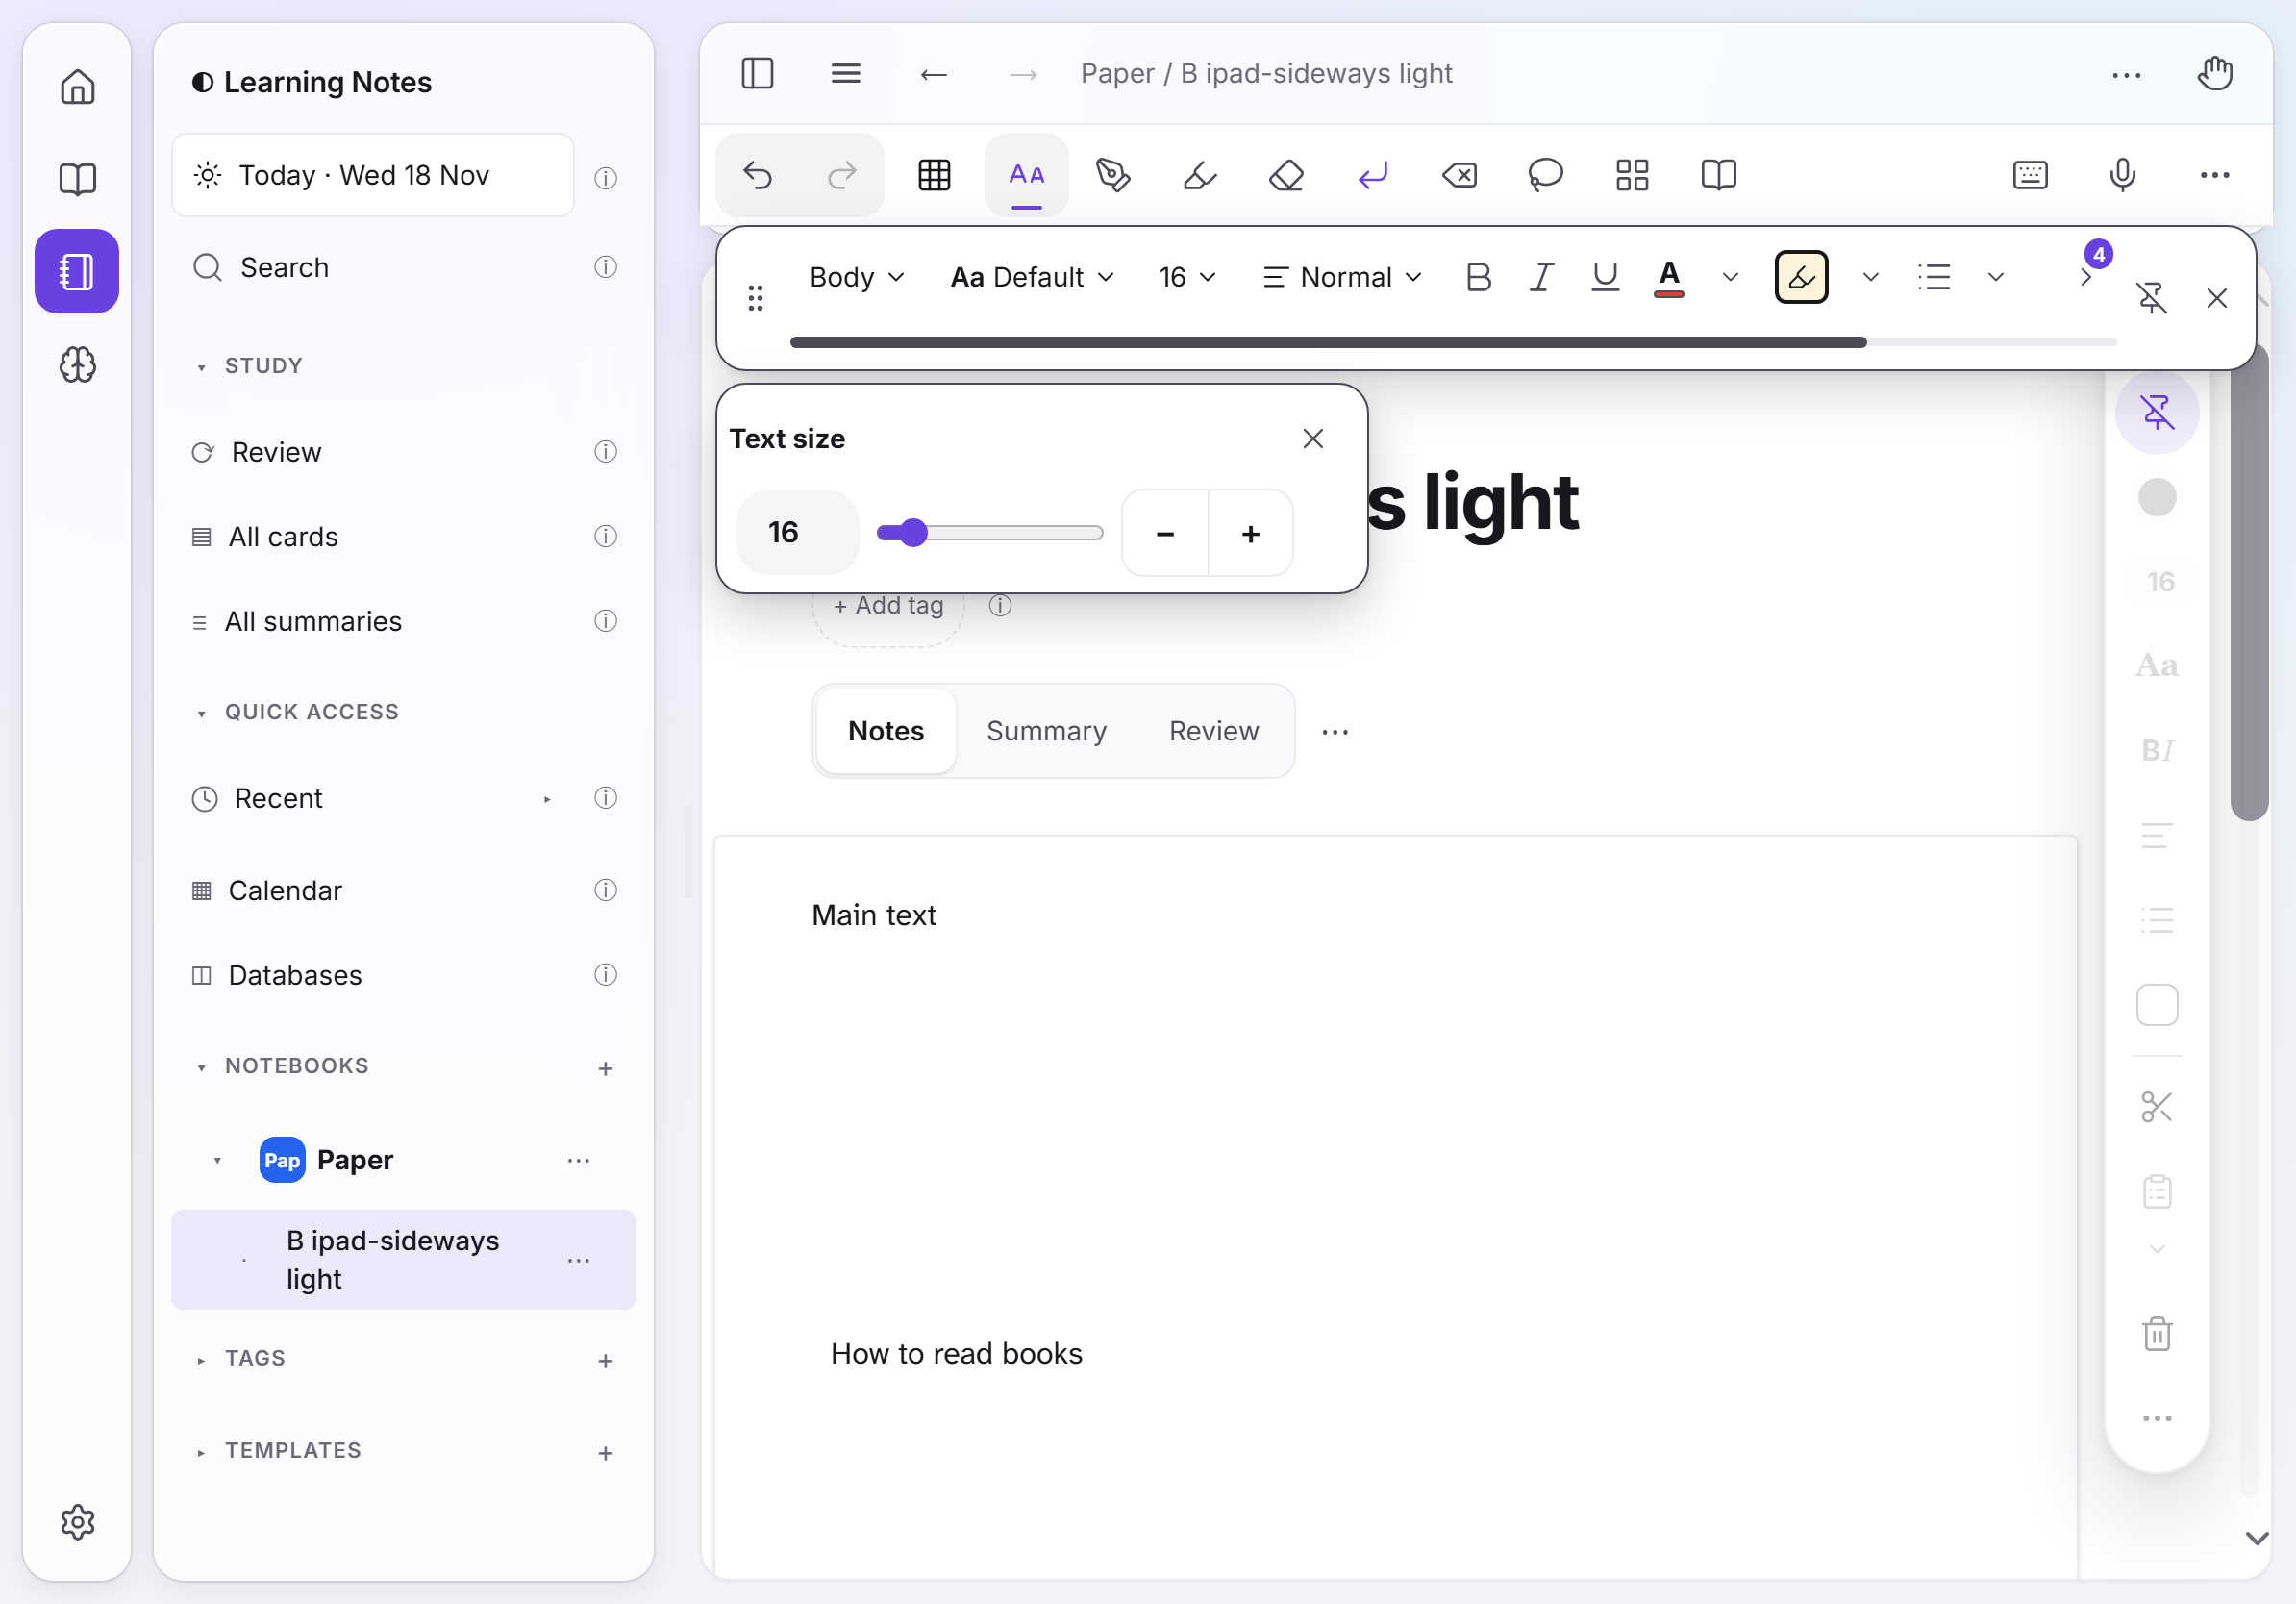 Learning Notes
Today · Wed 18 Nov
Search
STUDY
Review
All cards
All summaries
QUICK ACCESS
Recent
Calendar
Databases
NOTEBOOKS
Pap Paper
B ipad-sideways
light
TAGS
TEMPLATES
Paper / B ipad-sideways light
AA
Body Aa Default 16 Normal B I U A 4
Text size
16 − +
s light
+ Add tag
Notes Summary Review
Main text
How to read books
16
Aa
BI